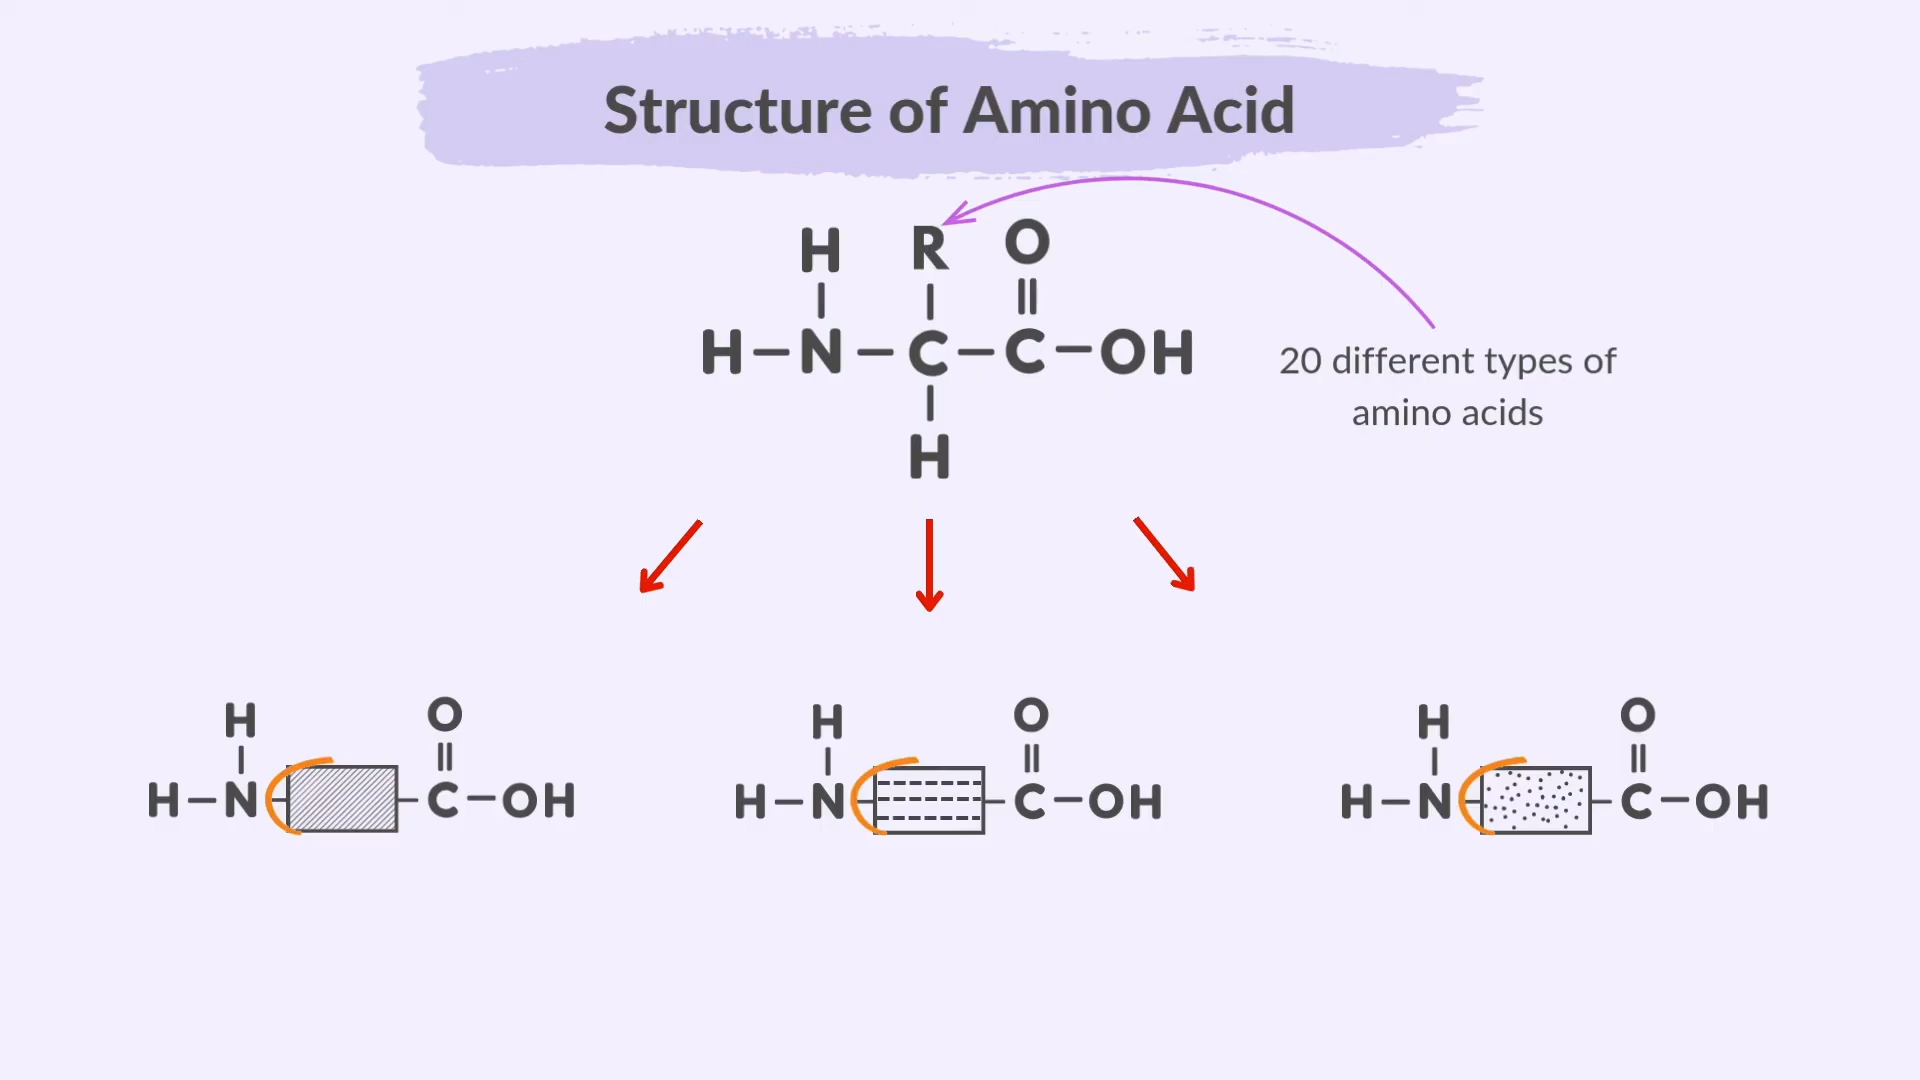 Structure of Amino Acid
H R O
H–N–C–C–OH
H
20 different types of
amino acids
H O
H–N C–OH
H O
H–N C–OH
H O
H–N C–OH